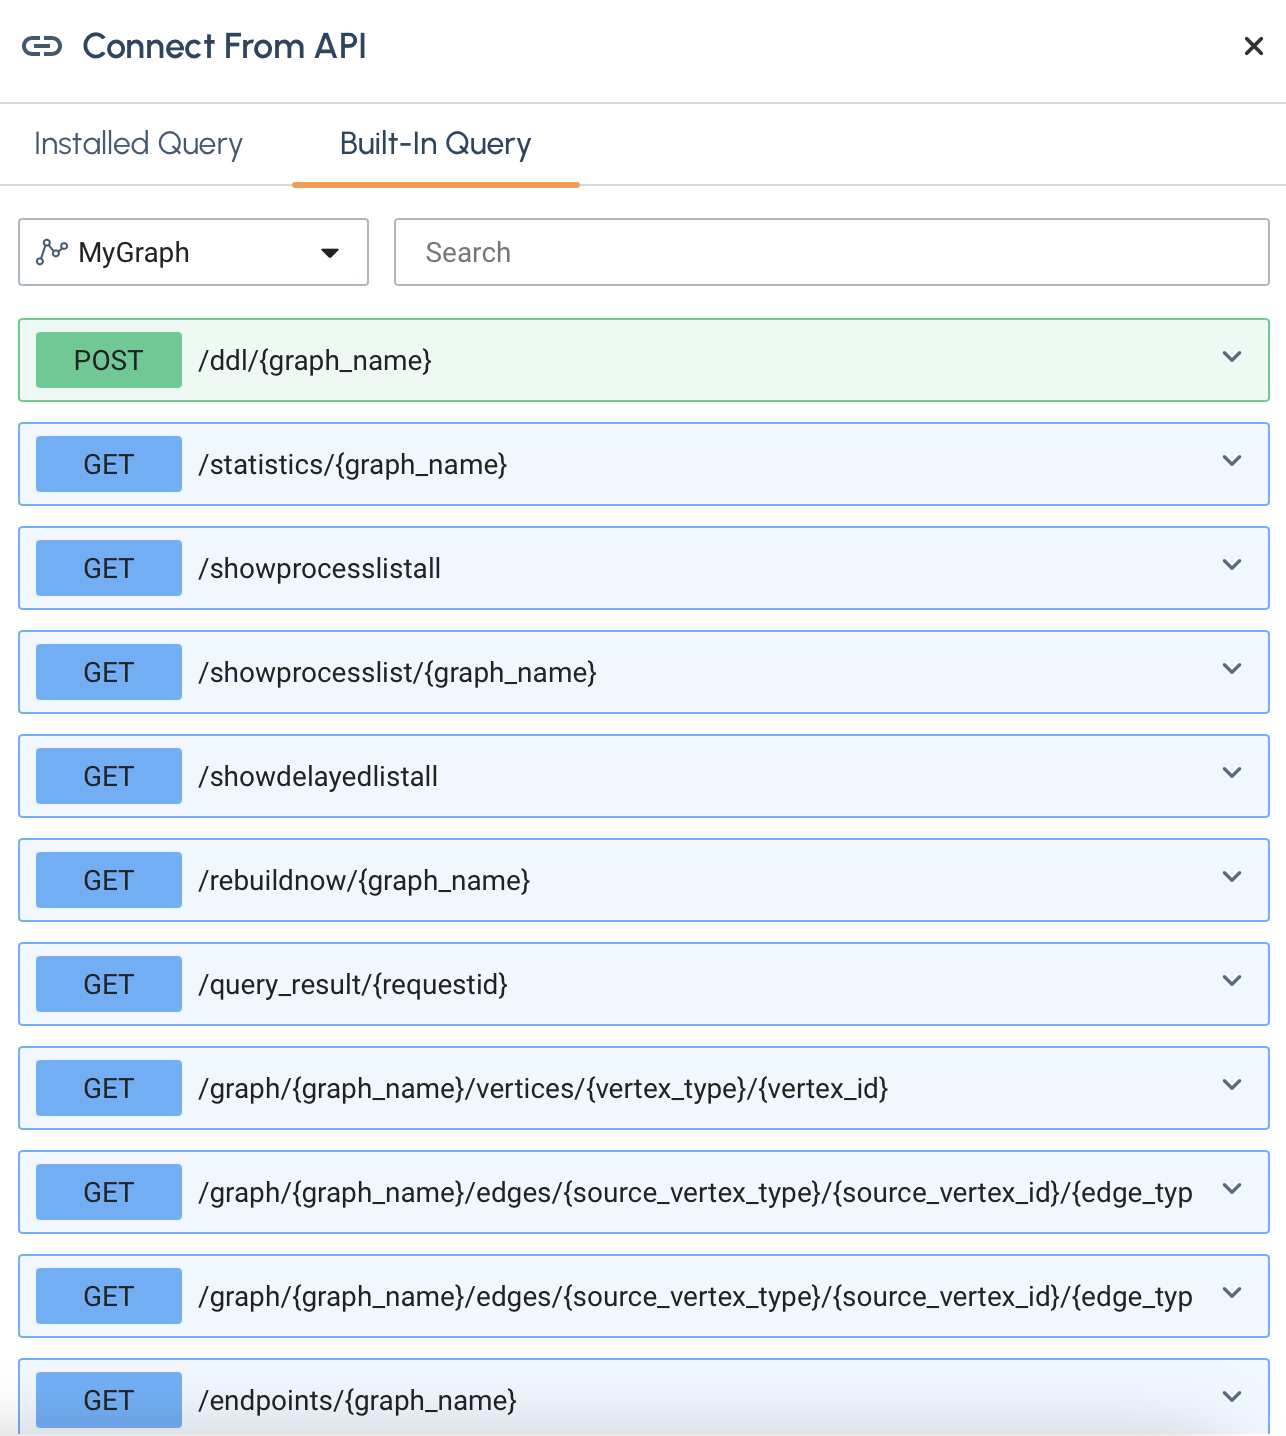 Connect From API
Installed Query
Built-In Query
MyGraph
Search
POST /ddl/{graph_name}
GET /statistics/{graph_name}
GET /showprocesslistall
GET /showprocesslist/{graph_name}
GET /showdelayedlistall
GET /rebuildnow/{graph_name}
GET /query_result/{requestid}
GET /graph/{graph_name}/vertices/{vertex_type}/{vertex_id}
GET /graph/{graph_name}/edges/{source_vertex_type}/{source_vertex_id}/{edge_typ
GET /graph/{graph_name}/edges/{source_vertex_type}/{source_vertex_id}/{edge_typ
GET /endpoints/{graph_name}